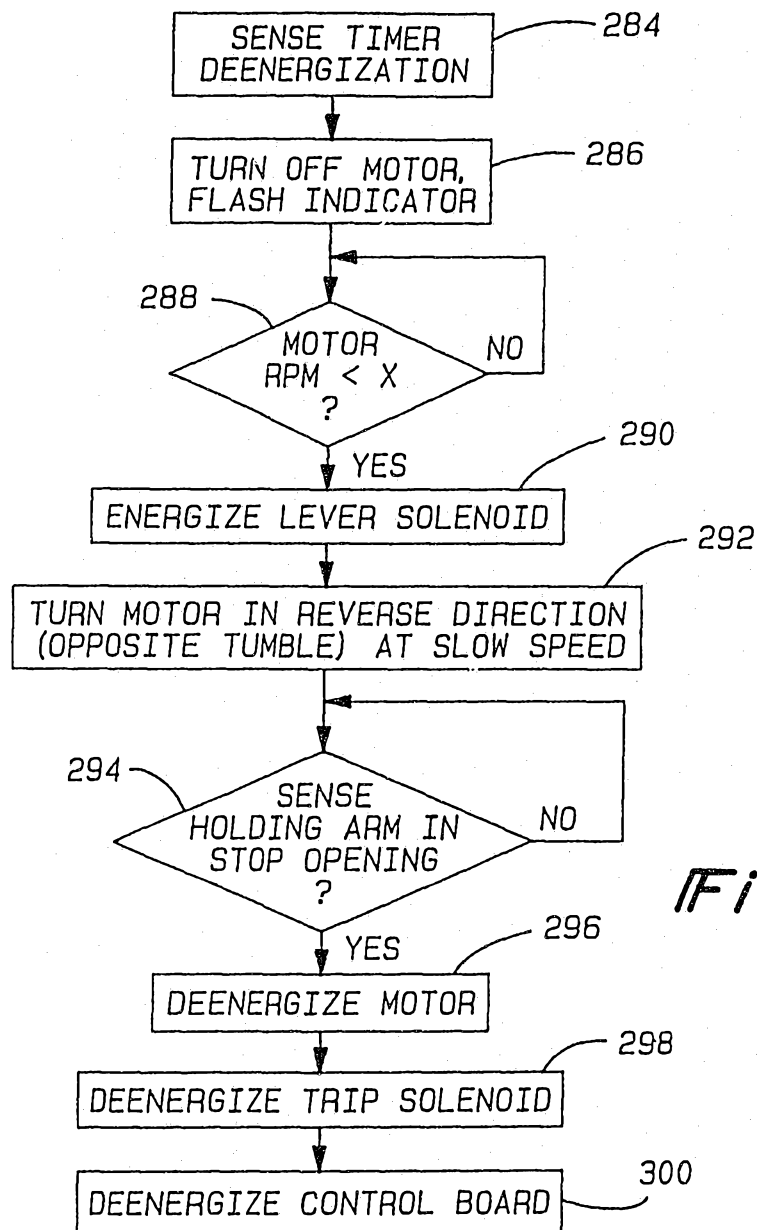 SENSE TIMER
DEENERGIZATION
284
TURN OFF MOTOR,
FLASH INDICATOR
286
288
MOTOR
RPM < X
?
NO
YES
290
ENERGIZE LEVER SOLENOID
292
TURN MOTOR IN REVERSE DIRECTION
(OPPOSITE TUMBLE) AT SLOW SPEED
294
SENSE
HOLDING ARM IN
STOP OPENING
?
NO
Fi
YES
296
DEENERGIZE MOTOR
298
DEENERGIZE TRIP SOLENOID
300
DEENERGIZE CONTROL BOARD